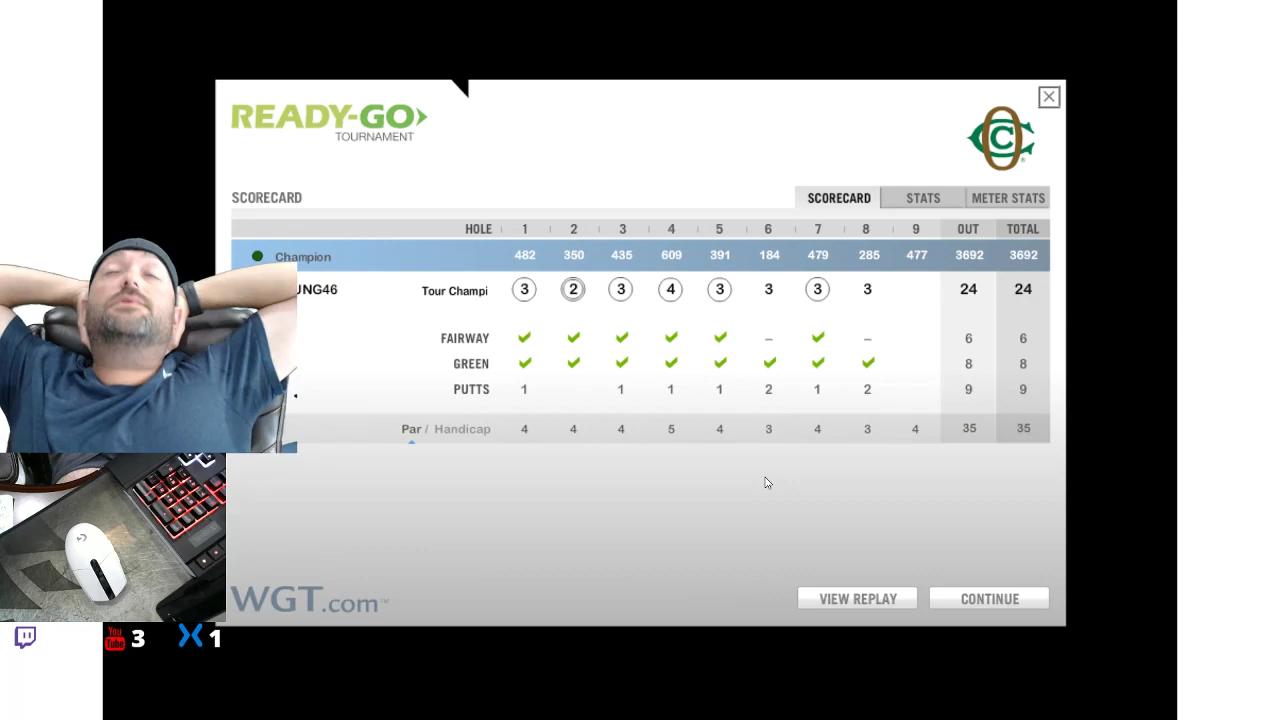 READY-GO
TOURNAMENT
SCORECARD
SCORECARD STATS METER STATS
HOLE 1 2 3 4 5 6 7 8 9 OUT TOTAL
Champion 482 350 435 609 391 184 479 285 477 3692 3692
UNG46 Tour Champi 3 2 3 4 3 3 3 3 24 24
FAIRWAY – – 6 6
GREEN 8 8
PUTTS 1 1 1 1 2 1 2 9 9
Par / Handicap 4 4 4 5 4 3 4 3 4 35 35
WGT.com™
VIEW REPLAY CONTINUE
You Tube 3 1